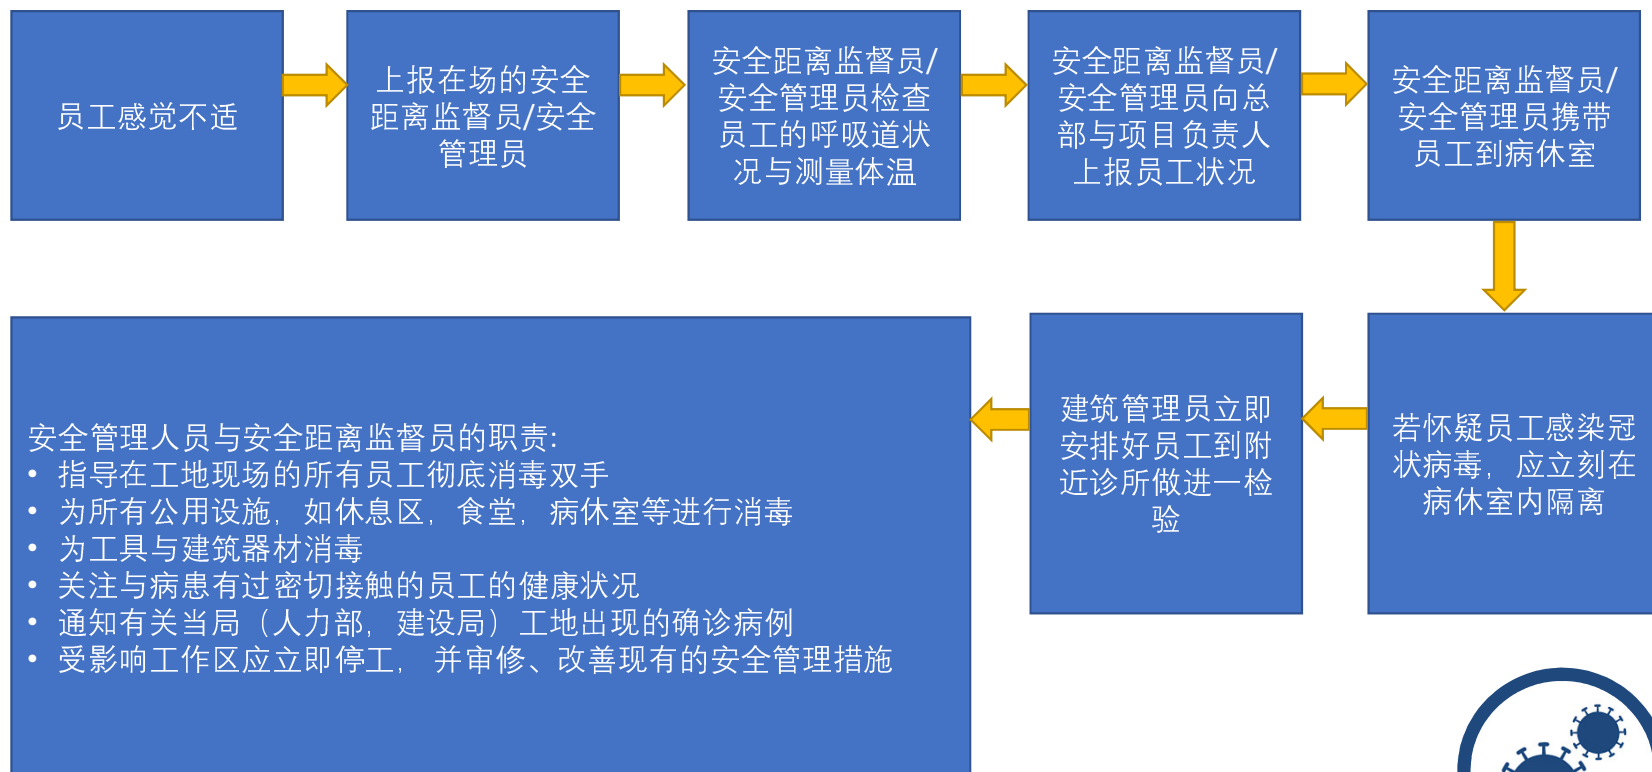 员工感觉不适
上报在场的安全
距离监督员/安全
管理员
安全距离监督员/
安全管理员检查
员工的呼吸道状
况与测量体温
安全距离监督员/
安全管理员向总
部与项目负责人
上报员工状况
安全距离监督员/
安全管理员携带
员工到病休室
若怀疑员工感染冠
状病毒，应立刻在
病休室内隔离
建筑管理员立即
安排好员工到附
近诊所做进一检
验
安全管理人员与安全距离监督员的职责:
• 指导在工地现场的所有员工彻底消毒双手
• 为所有公用设施，如休息区，食堂，病休室等进行消毒
• 为工具与建筑器材消毒
• 关注与病患有过密切接触的员工的健康状况
• 通知有关当局（人力部，建设局）工地出现的确诊病例
• 受影响工作区应立即停工， 并审修、改善现有的安全管理措施